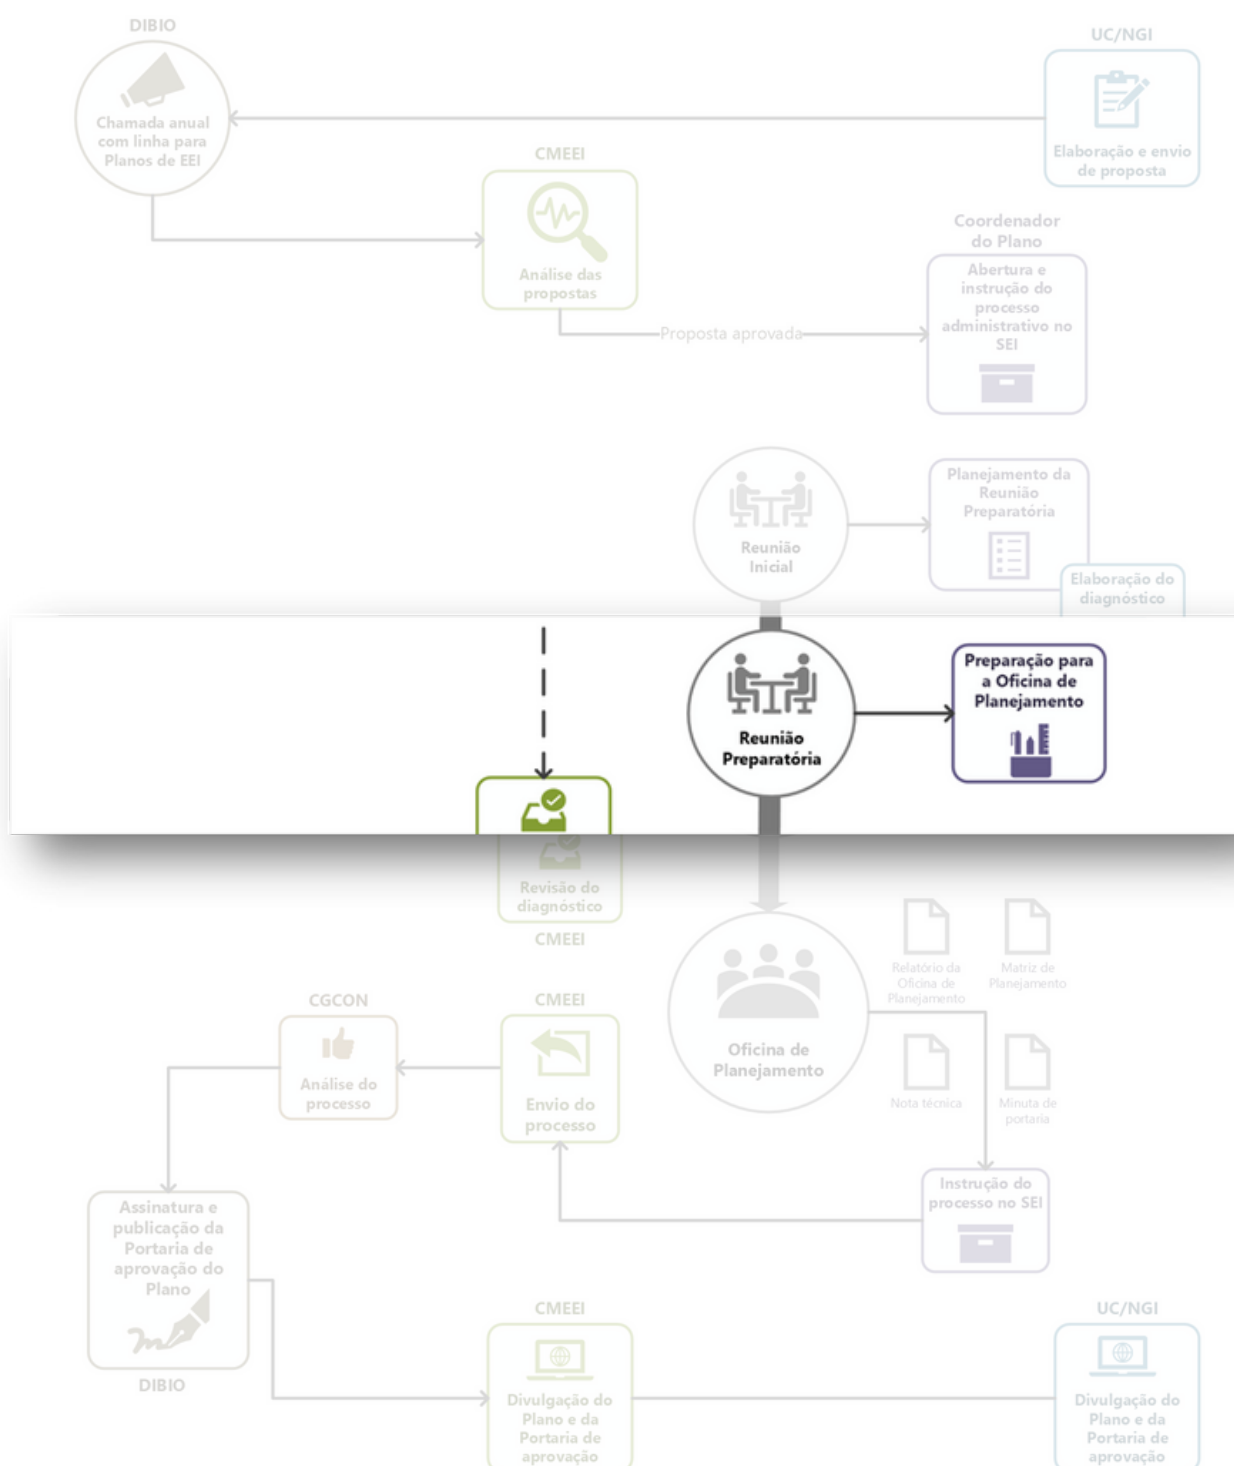 DIBIO
Chamada anual
com linha para
Planos de EEI
UC/NGI
Elaboração e envio
de proposta
CMEEI
Análise das
propostas
Proposta aprovada
Coordenador
do Plano
Abertura e
instrução do
processo
administrativo no
SEI
Reunião
Inicial
Planejamento da
Reunião
Preparatória
Elaboração do
diagnóstico
Reunião
Preparatória
Preparação para
a Oficina de
Planejamento
Revisão do
diagnóstico
CMEEI
Oficina de
Planejamento
Relatório da
Oficina de
Planejamento
Matriz de
Planejamento
Nota técnica
Minuta de
portaria
Instrução do
processo no SEI
CMEEI
Envio do
processo
CGCON
Análise do
processo
Assinatura e
publicação da
Portaria de
aprovação do
Plano
DIBIO
CMEEI
Divulgação do
Plano e da
Portaria de
aprovação
UC/NGI
Divulgação do
Plano e da
Portaria de
aprovação